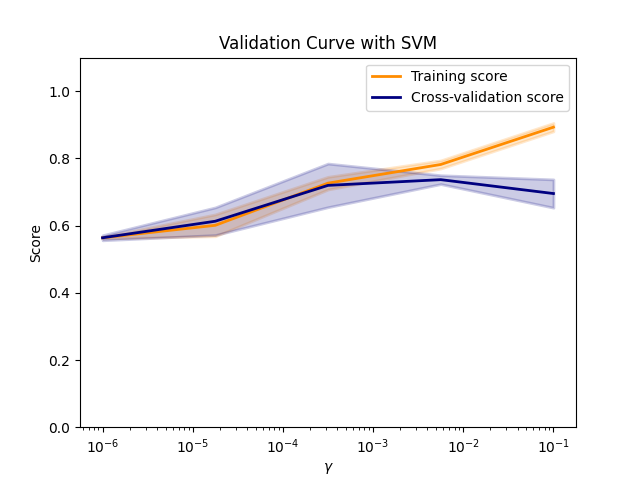 Validation Curve with SVM
Training score
Cross-validation score
1.0
0.8
0.6
0.4
0.2
0.0
Score
10⁻⁶ 10⁻⁵ 10⁻⁴ 10⁻³ 10⁻² 10⁻¹
γ